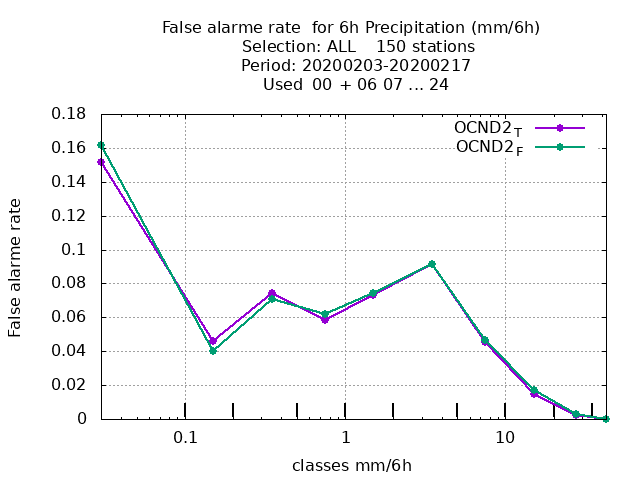 False alarme rate  for 6h Precipitation (mm/6h)
Selection: ALL    150 stations
Period: 20200203-20200217
Used  00 + 06 07 ... 24
OCND2T
OCND2F
0.18
0.16
0.14
0.12
0.1
0.08
0.06
0.04
0.02
0
False alarme rate
0.1
1
10
classes mm/6h